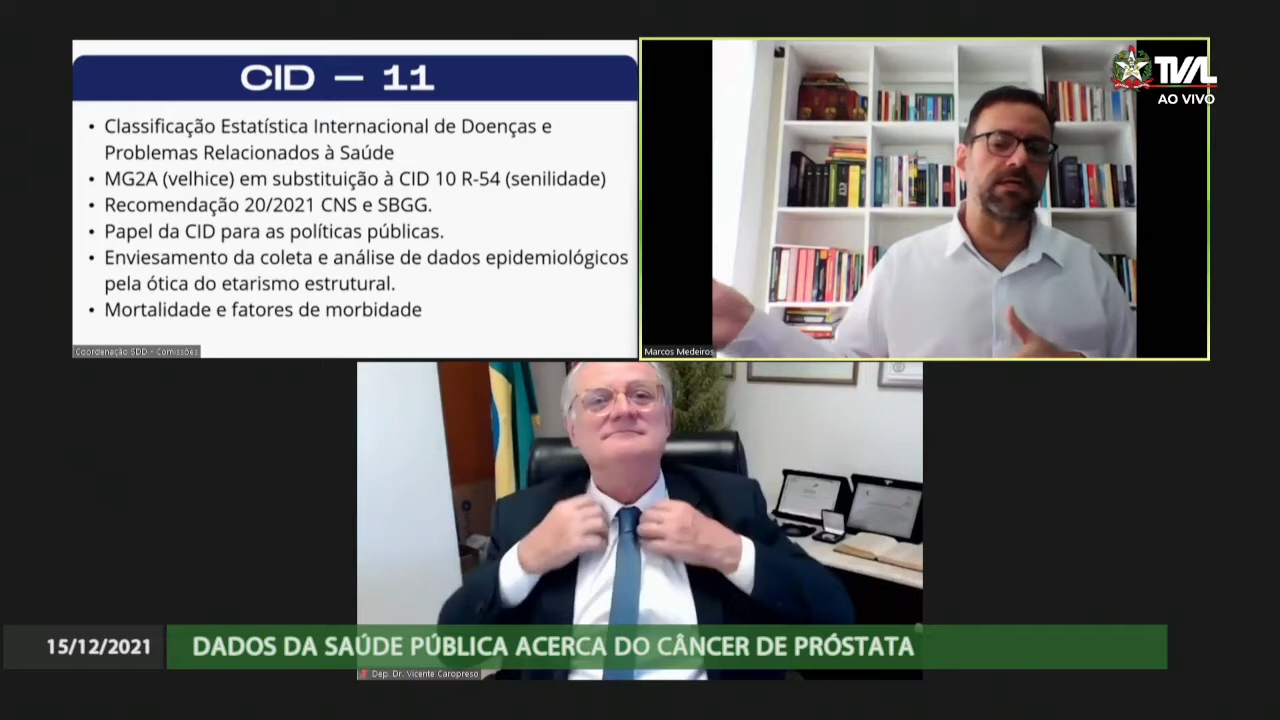 CID – 11
• Classificação Estatística Internacional de Doenças e
Problemas Relacionados à Saúde
• MG2A (velhice) em substituição à CID 10 R-54 (senilidade)
• Recomendação 20/2021 CNS e SBGG.
• Papel da CID para as políticas públicas.
• Enviesamento da coleta e análise de dados epidemiológicos
pela ótica do etarismo estrutural.
• Mortalidade e fatores de morbidade
Coordenação SDD - Comissões
TVAL
AO VIVO
Marcos Medeiros
15/12/2021
DADOS DA SAÚDE PÚBLICA ACERCA DO CÂNCER DE PRÓSTATA
Dep. Dr. Vicente Caropreso